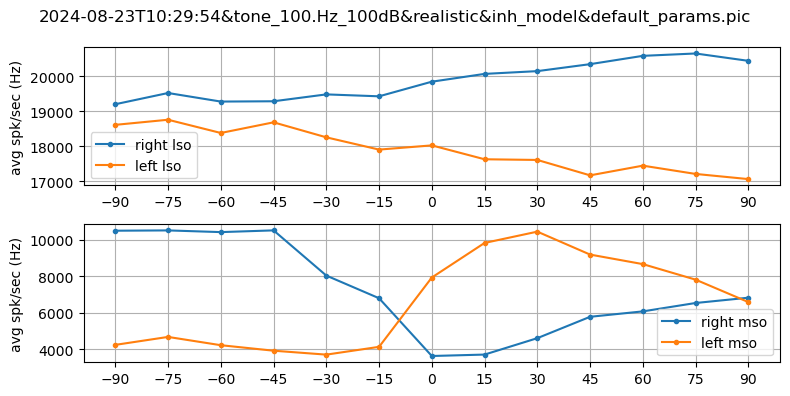 2024-08-23T10:29:54&tone_100.Hz_100dB&realistic&inh_model&default_params.pic
avg spk/sec (Hz)
20000
19000
18000
17000
right lso
left lso
−90 −75 −60 −45 −30 −15 0 15 30 45 60 75 90
avg spk/sec (Hz)
10000
8000
6000
4000
right mso
left mso
−90 −75 −60 −45 −30 −15 0 15 30 45 60 75 90